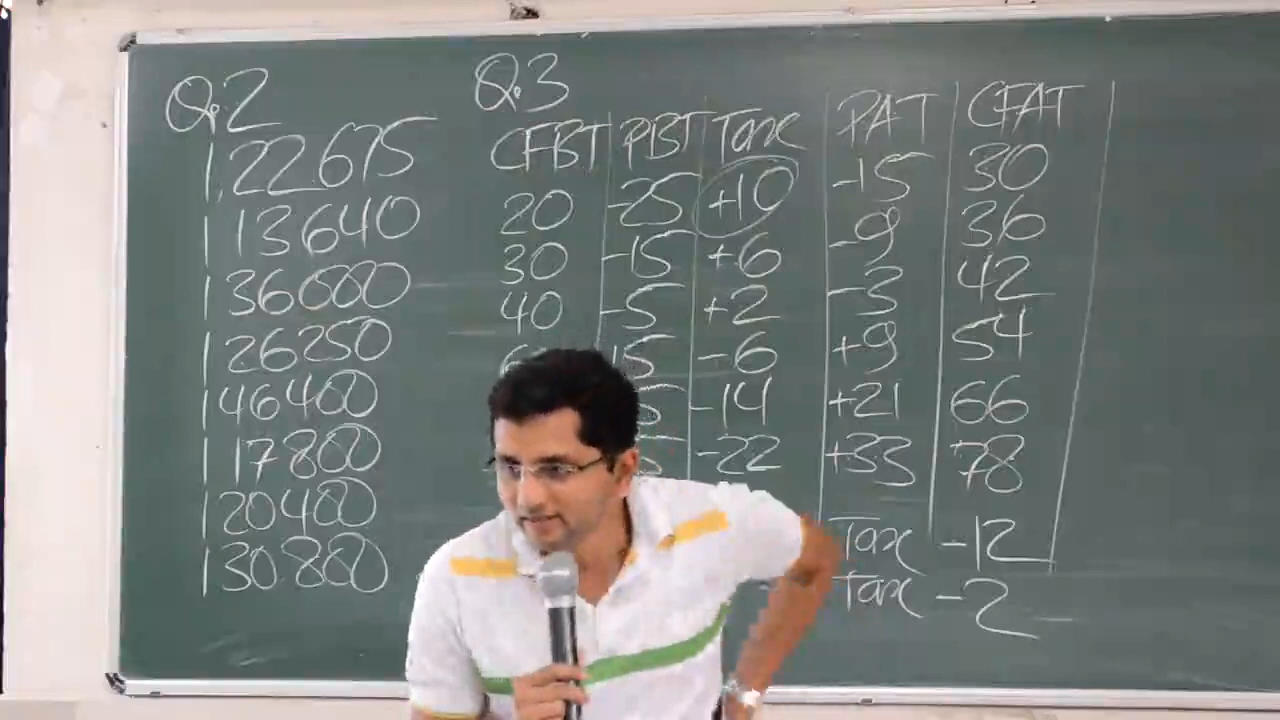 Q.2
22675
13640
36000
26250
46400
17800
20400
30800
Q.3
CFBT PBT Tax PAT CFAT
20 -25 +10 -15 30
30 -15 +6 -9 36
40 -5 +2 -3 42
15 -6 +9 54
-14 +21 66
-22 +33 78
Tax -12
Tax -2